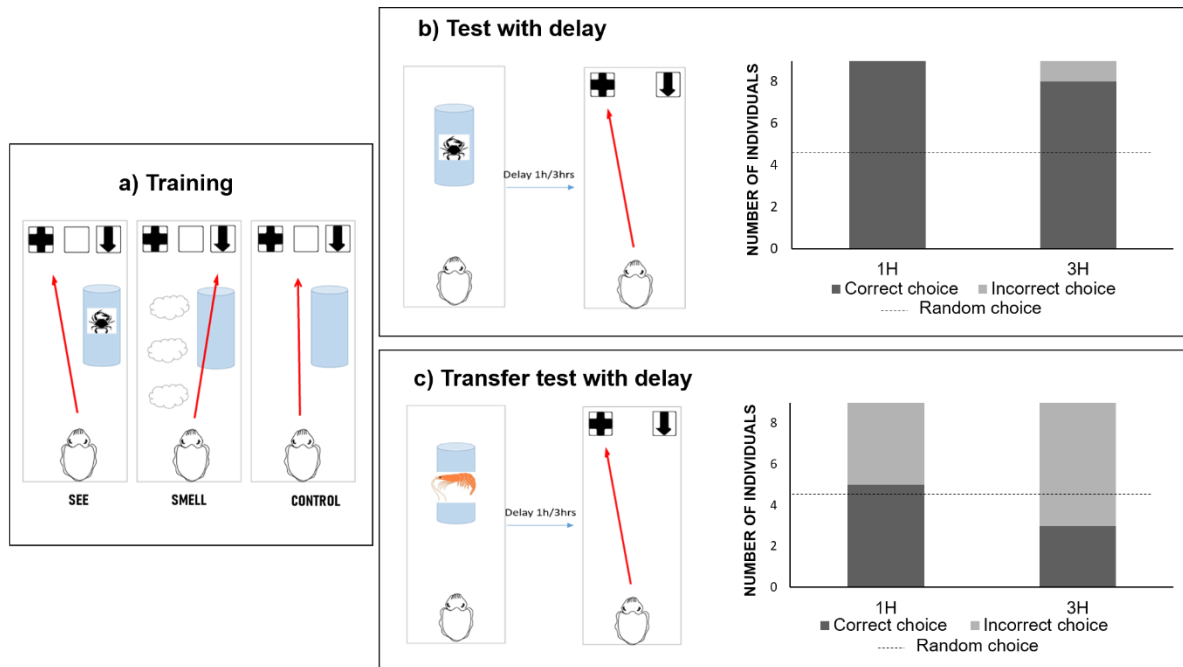 a) Training
SEE
SMELL
CONTROL
b) Test with delay
Delay 1h/3hrs
NUMBER OF INDIVIDUALS
8
6
4
2
0
1H
3H
Correct choice
Incorrect choice
Random choice
c) Transfer test with delay
Delay 1h/3hrs
NUMBER OF INDIVIDUALS
8
6
4
2
0
1H
3H
Correct choice
Incorrect choice
Random choice